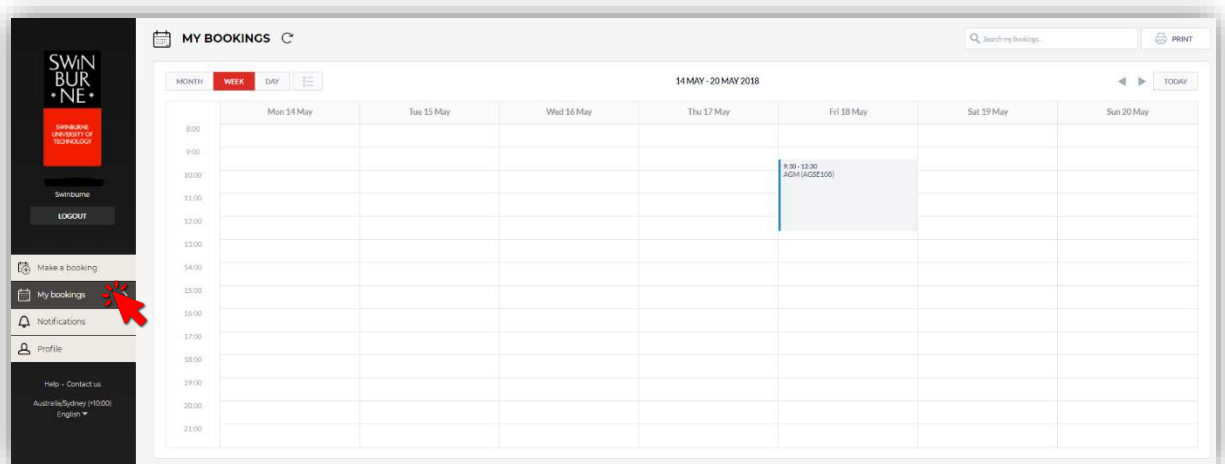 SWIN
BUR
* NE *
SWINBURNE
UNIVERSITY OF
TECHNOLOGY
Swinburne
LOGOUT
Make a booking
My bookings
Notifications
Profile
Help - Contact us
Australia/Sydney (+10:00)
English
MY BOOKINGS
Search my bookings...
PRINT
MONTH WEEK DAY
14 MAY - 20 MAY 2018
TODAY
Mon 14 May Tue 15 May Wed 16 May Thu 17 May Fri 18 May Sat 19 May Sun 20 May
8:00
9:00
9:30 - 12:30
AGM (AGSE108)
10:00
11:00
12:00
13:00
14:00
15:00
16:00
17:00
18:00
19:00
20:00
21:00